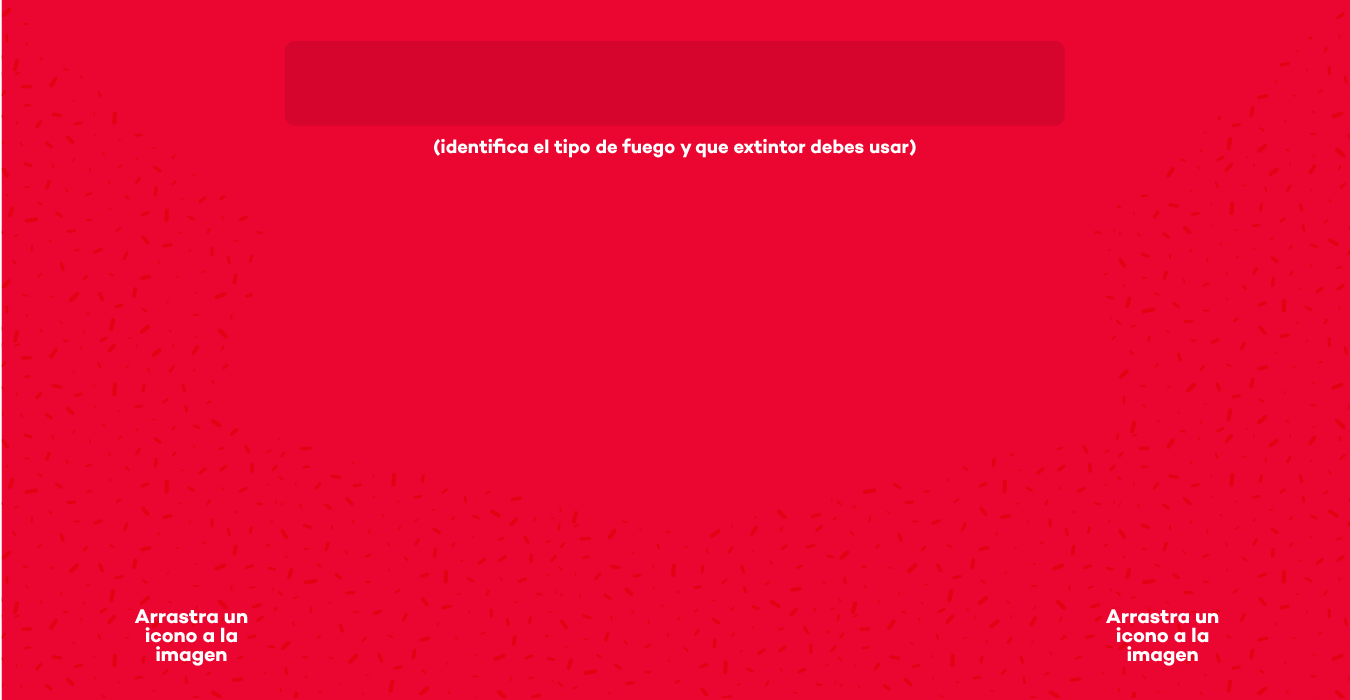 (identifica el tipo de fuego y que extintor debes usar)
Arrastra un
icono a la
imagen
Arrastra un
icono a la
imagen